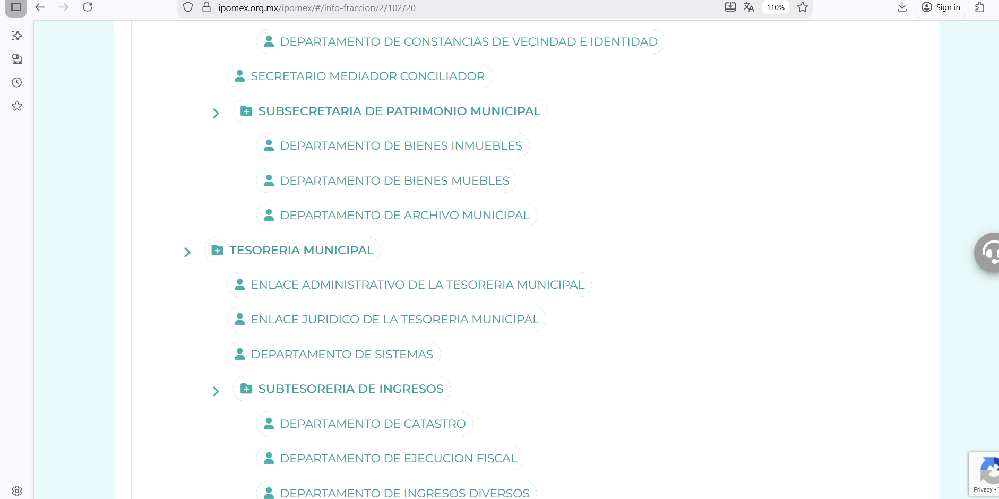 ipomex.org.mx/ipomex/#/info-fraccion/2/102/20
110%
Sign in
DEPARTAMENTO DE CONSTANCIAS DE VECINDAD E IDENTIDAD
SECRETARIO MEDIADOR CONCILIADOR
SUBSECRETARIA DE PATRIMONIO MUNICIPAL
DEPARTAMENTO DE BIENES INMUEBLES
DEPARTAMENTO DE BIENES MUEBLES
DEPARTAMENTO DE ARCHIVO MUNICIPAL
TESORERIA MUNICIPAL
ENLACE ADMINISTRATIVO DE LA TESORERIA MUNICIPAL
ENLACE JURIDICO DE LA TESORERIA MUNICIPAL
DEPARTAMENTO DE SISTEMAS
SUBTESORERIA DE INGRESOS
DEPARTAMENTO DE CATASTRO
DEPARTAMENTO DE EJECUCION FISCAL
DEPARTAMENTO DE INGRESOS DIVERSOS
Privacy -